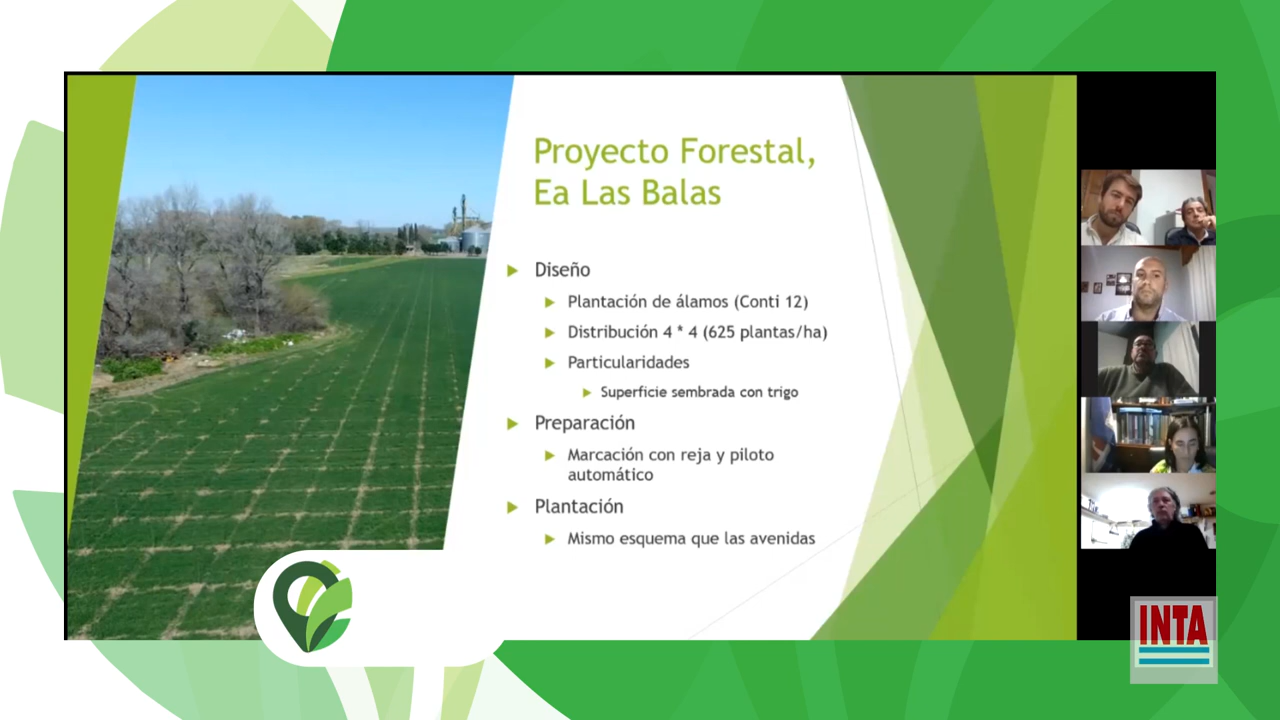 Proyecto Forestal,
Ea Las Balas
Diseño
Plantación de álamos (Conti 12)
Distribución 4 * 4 (625 plantas/ha)
Particularidades
Superficie sembrada con trigo
Preparación
Marcación con reja y piloto
automático
Plantación
Mismo esquema que las avenidas
INTA